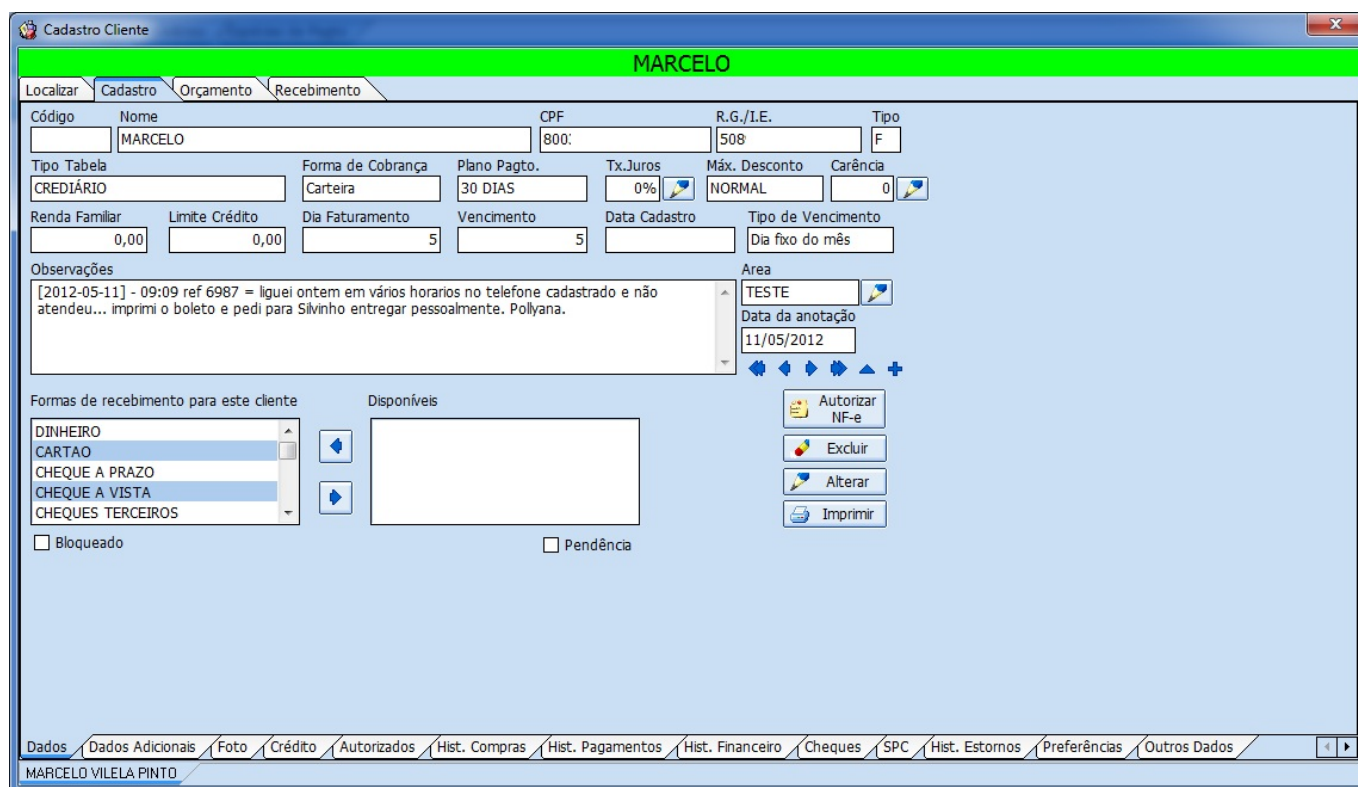 Cadastro Cliente
MARCELO
Localizar Cadastro Orçamento Recebimento
Código Nome CPF R.G./I.E. Tipo
MARCELO 800 508 F
Tipo Tabela Forma de Cobrança Plano Pagto. Tx.Juros Máx. Desconto Carência
CREDIÁRIO Carteira 30 DIAS 0% NORMAL 0
Renda Familiar Limite Crédito Dia Faturamento Vencimento Data Cadastro Tipo de Vencimento
0,00 0,00 5 5 Dia fixo do mês
Observações Area
[2012-05-11] - 09:09 ref 6987 = liguei ontem em vários horarios no telefone cadastrado e não TESTE
atendeu... imprimi o boleto e pedi para Silvinho entregar pessoalmente. Pollyana.
Data da anotação
11/05/2012
Formas de recebimento para este cliente Disponíveis
DINHEIRO
CARTAO
CHEQUE A PRAZO
CHEQUE A VISTA
CHEQUES TERCEIROS
Autorizar
NF-e
Excluir
Alterar
Imprimir
Bloqueado Pendência
Dados Dados Adicionais Foto Crédito Autorizados Hist. Compras Hist. Pagamentos Hist. Financeiro Cheques SPC Hist. Estornos Preferências Outros Dados
MARCELO VILELA PINTO